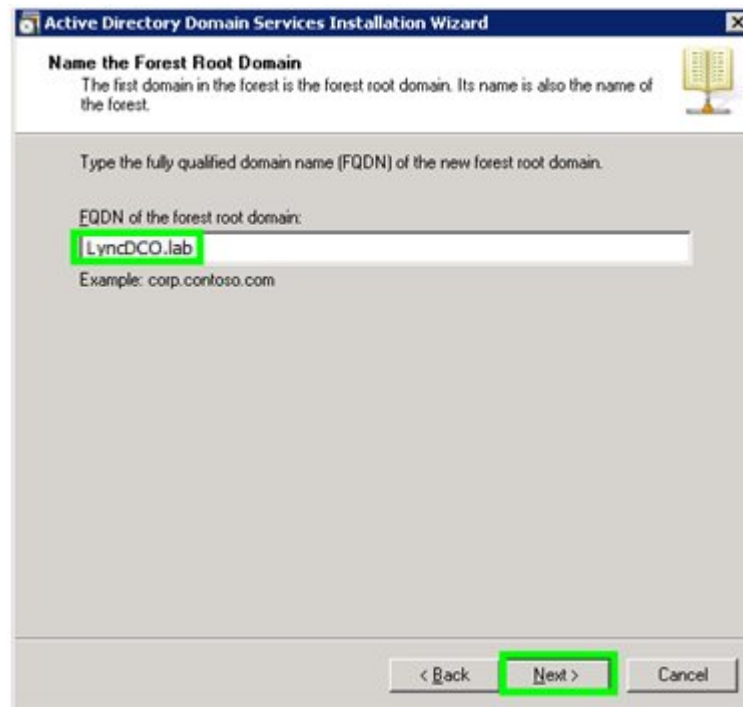 Active Directory Domain Services Installation Wizard
Name the Forest Root Domain
The first domain in the forest is the forest root domain. Its name is also the name of
the forest.
Type the fully qualified domain name (FQDN) of the new forest root domain.
FQDN of the forest root domain:
LyncDCO.lab
Example: corp.contoso.com
< Back Next > Cancel